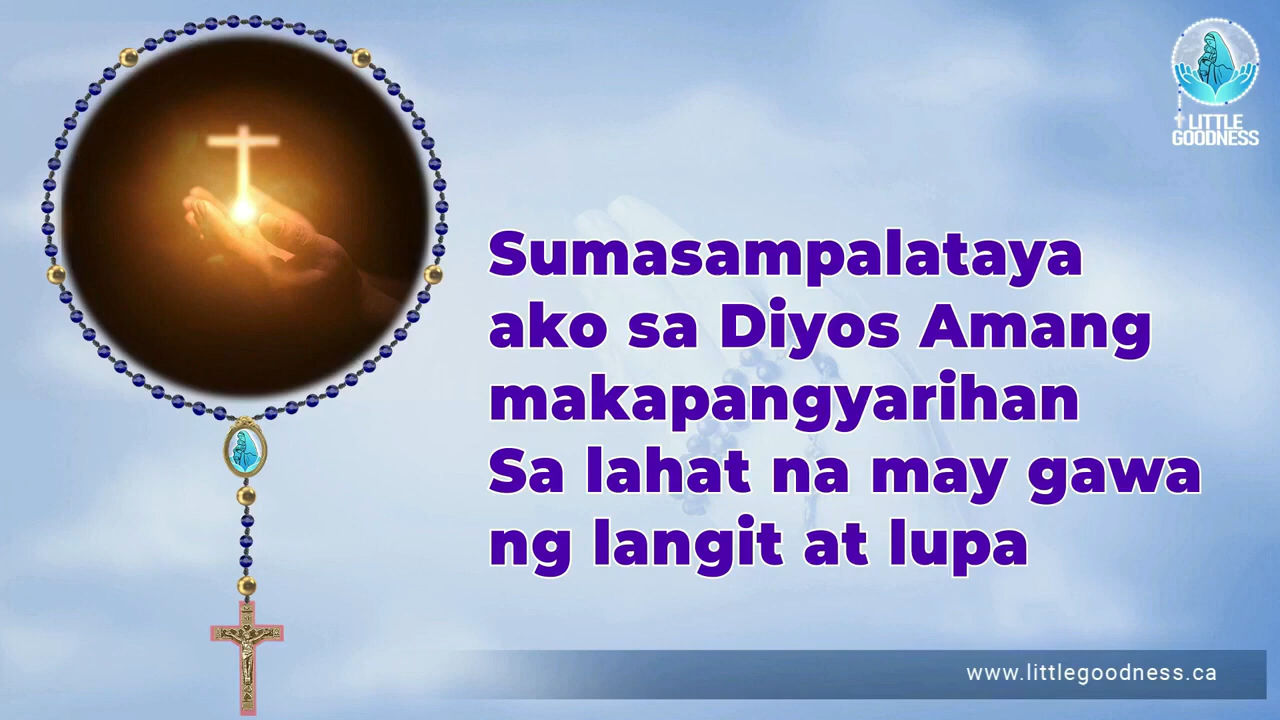 LITTLE
GOODNESS
Sumasampalataya
ako sa Diyos Amang
makapangyarihan
Sa lahat na may gawa
ng langit at lupa
www.littlegoodness.ca